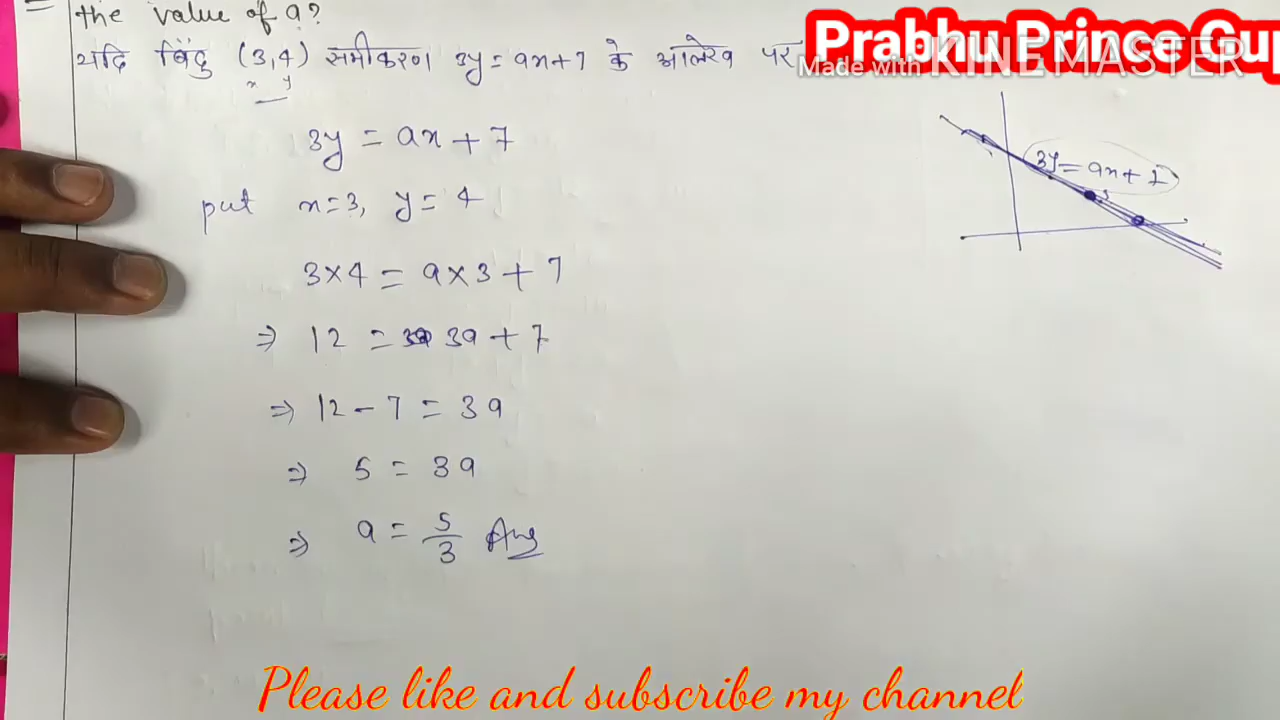 the value of a?
यदि बिंदु (3,4) समीकरण 3y = ax+7 के आलेख पर
x y
Prabhu Prince Gup
Made with KINEMASTER
3y = ax + 7
3y = ax + 7
put x=3, y = 4
3×4 = a×3 + 7
⇒ 12 = 3a + 7
⇒ 12 - 7 = 3a
⇒ 5 = 3a
⇒ a = 5/3 Ans
Please like and subscribe my channel